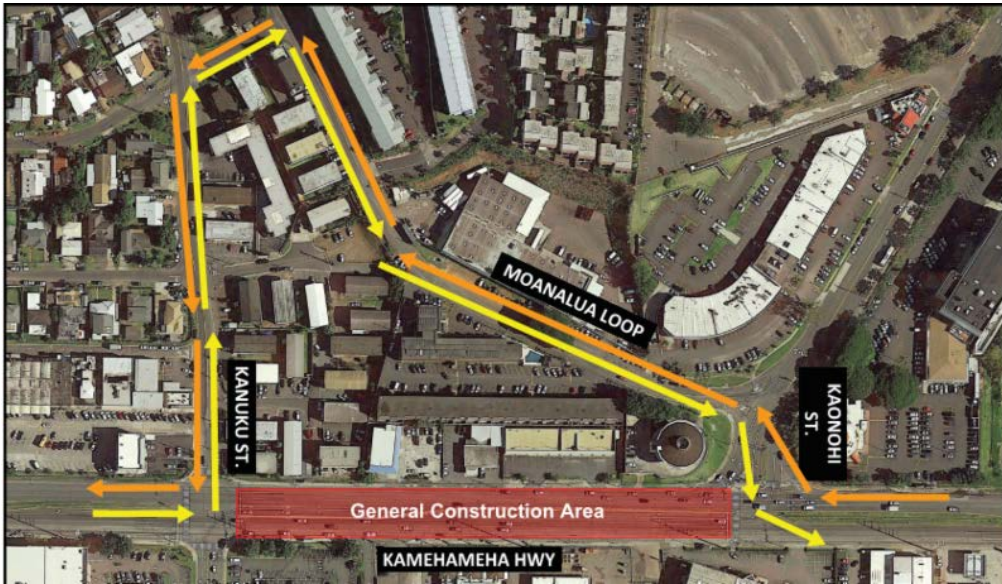 MOANALUA LOOP
KANUKU ST.
KAONOHI
ST.
General Construction Area
KAMEHAMEHA HWY